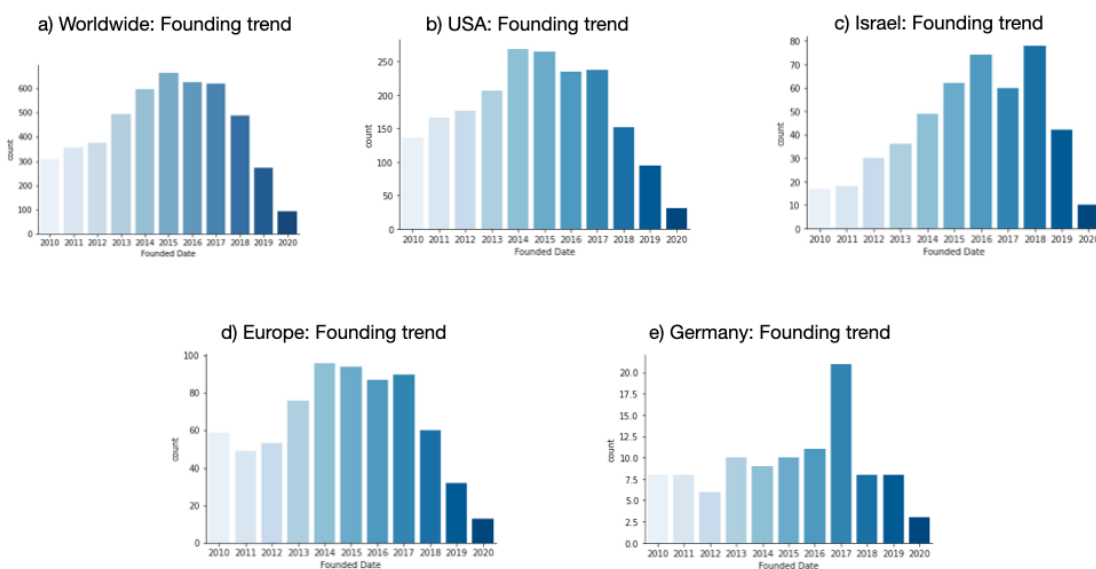 a) Worldwide: Founding trend
600
500
400
300
200
100
0
count
2010 2011 2012 2013 2014 2015 2016 2017 2018 2019 2020
Founded Date
b) USA: Founding trend
250
200
150
100
50
0
count
2010 2011 2012 2013 2014 2015 2016 2017 2018 2019 2020
Founded Date
c) Israel: Founding trend
80
70
60
50
40
30
20
10
0
count
2010 2011 2012 2013 2014 2015 2016 2017 2018 2019 2020
Founded Date
d) Europe: Founding trend
100
80
60
40
20
0
count
2010 2011 2012 2013 2014 2015 2016 2017 2018 2019 2020
Founded Date
e) Germany: Founding trend
20.0
17.5
15.0
12.5
10.0
7.5
5.0
2.5
0.0
count
2010 2011 2012 2013 2014 2015 2016 2017 2018 2019 2020
Founded Date